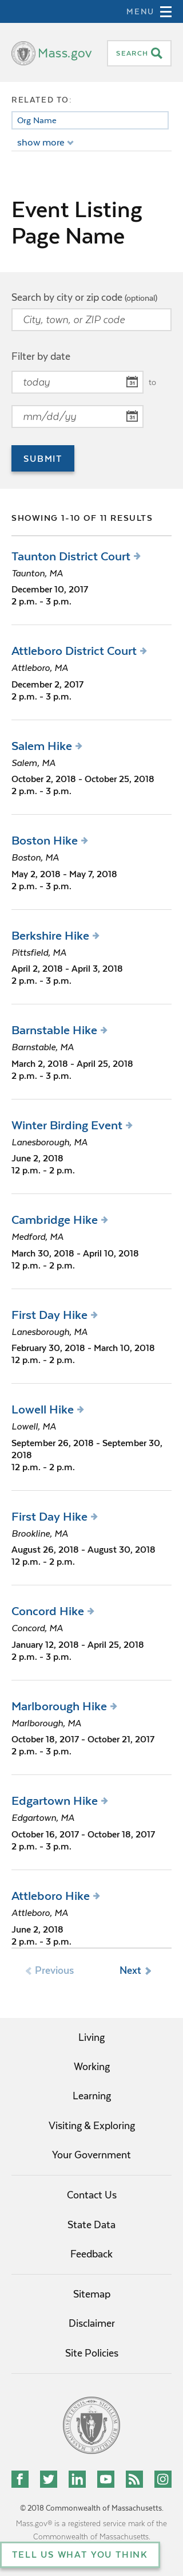 MENU
Mass.gov
SEARCH
RELATED TO:
Org Name
show more
Event Listing
Page Name
Search by city or zip code (optional)
City, town, or ZIP code
Filter by date
today
to
mm/dd/yy
SUBMIT
SHOWING 1-10 OF 11 RESULTS
Taunton District Court
Taunton, MA
December 10, 2017
2 p.m. - 3 p.m.
Attleboro District Court
Attleboro, MA
December 2, 2017
2 p.m. - 3 p.m.
Salem Hike
Salem, MA
October 2, 2018 - October 25, 2018
2 p.m. - 3 p.m.
Boston Hike
Boston, MA
May 2, 2018 - May 7, 2018
2 p.m. - 3 p.m.
Berkshire Hike
Pittsfield, MA
April 2, 2018 - April 3, 2018
2 p.m. - 3 p.m.
Barnstable Hike
Barnstable, MA
March 2, 2018 - April 25, 2018
2 p.m. - 3 p.m.
Winter Birding Event
Lanesborough, MA
June 2, 2018
12 p.m. - 2 p.m.
Cambridge Hike
Medford, MA
March 30, 2018 - April 10, 2018
12 p.m. - 2 p.m.
First Day Hike
Lanesborough, MA
February 30, 2018 - March 10, 2018
12 p.m. - 2 p.m.
Lowell Hike
Lowell, MA
September 26, 2018 - September 30,
2018
12 p.m. - 2 p.m.
First Day Hike
Brookline, MA
August 26, 2018 - August 30, 2018
12 p.m. - 2 p.m.
Concord Hike
Concord, MA
January 12, 2018 - April 25, 2018
2 p.m. - 3 p.m.
Marlborough Hike
Marlborough, MA
October 18, 2017 - October 21, 2017
2 p.m. - 3 p.m.
Edgartown Hike
Edgartown, MA
October 16, 2017 - October 18, 2017
2 p.m. - 3 p.m.
Attleboro Hike
Attleboro, MA
June 2, 2018
2 p.m. - 3 p.m.
Previous
Next
Living
Working
Learning
Visiting & Exploring
Your Government
Contact Us
State Data
Feedback
Sitemap
Disclaimer
Site Policies
© 2018 Commonwealth of Massachusetts.
Mass.gov® is a registered service mark of the
Commonwealth of Massachusetts.
TELL US WHAT YOU THINK